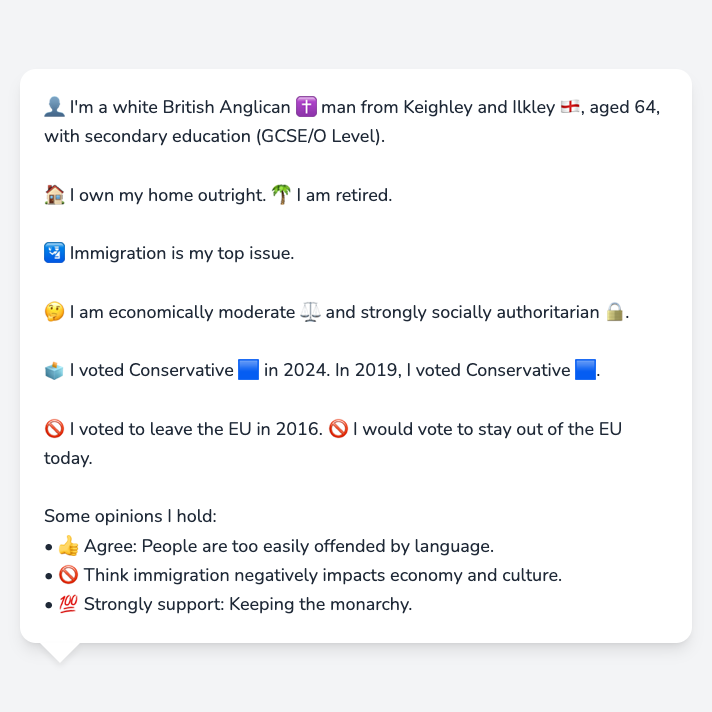 👤 I'm a white British Anglican ✝️ man from Keighley and Ilkley 🏴󠁧󠁢󠁥󠁮󠁧󠁿, aged 64,
with secondary education (GCSE/O Level).
🏠 I own my home outright. 🌴 I am retired.
🛂 Immigration is my top issue.
🤔 I am economically moderate ⚖️ and strongly socially authoritarian 🔒.
🗳️ I voted Conservative 🟦 in 2024. In 2019, I voted Conservative 🟦.
🚫 I voted to leave the EU in 2016. 🚫 I would vote to stay out of the EU
today.
Some opinions I hold:
• 👍 Agree: People are too easily offended by language.
• 🚫 Think immigration negatively impacts economy and culture.
• 💯 Strongly support: Keeping the monarchy.